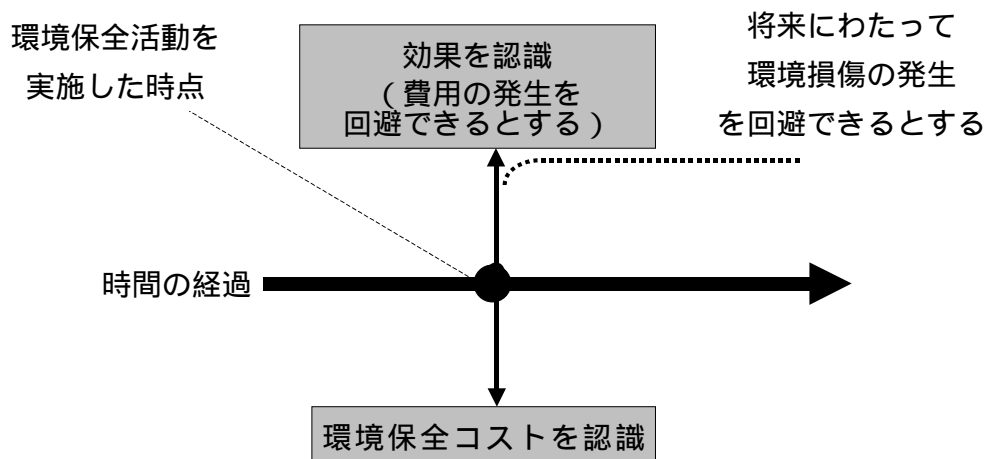 環境保全活動を
実施した時点
効果を認識
(費用の発生を
回避できるとする)
将来にわたって
環境損傷の発生
を回避できるとする
時間の経過
環境保全コストを認識